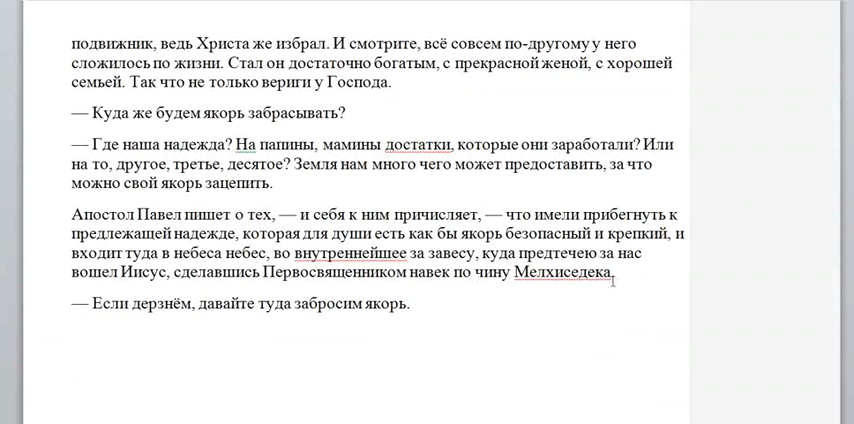 подвижник, ведь Христа же избрал. И смотрите, всё совсем по-другому у него
сложилось по жизни. Стал он достаточно богатым, с прекрасной женой, с хорошей
семьей. Так что не только вериги у Господа.
— Куда же будем якорь забрасывать?
— Где наша надежда? На папины, мамины достатки, которые они заработали? Или
на то, другое, третье, десятое? Земля нам много чего может предоставить, за что
можно свой якорь зацепить.
Апостол Павел пишет о тех, — и себя к ним причисляет, — что имели прибегнуть к
предлежащей надежде, которая для души есть как бы якорь безопасный и крепкий, и
входит туда в небеса небес, во внутреннейшее за завесу, куда предтечею за нас
вошел Иисус, сделавшись Первосвященником навек по чину Мелхиседека.
— Если дерзнём, давайте туда забросим якорь.